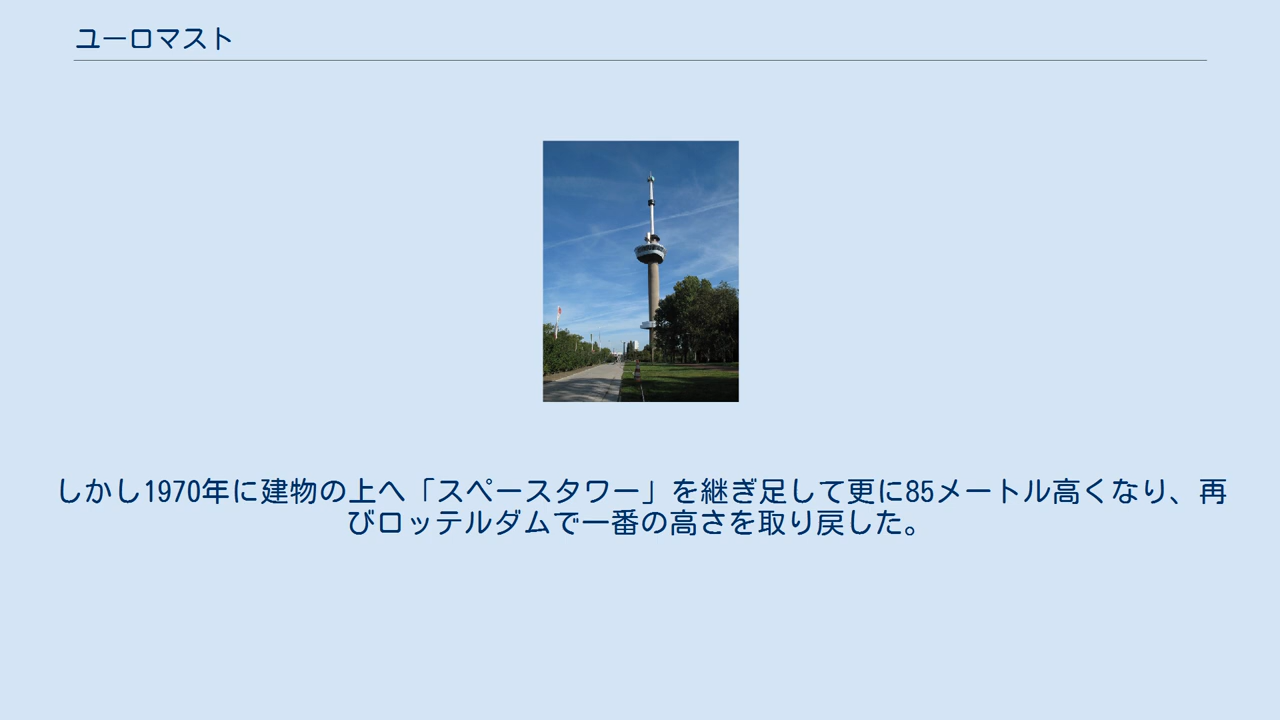 ユーロマスト
しかし1970年に建物の上へ「スペースタワー」を継ぎ足して更に85メートル高くなり、再
びロッテルダムで一番の高さを取り戻した。